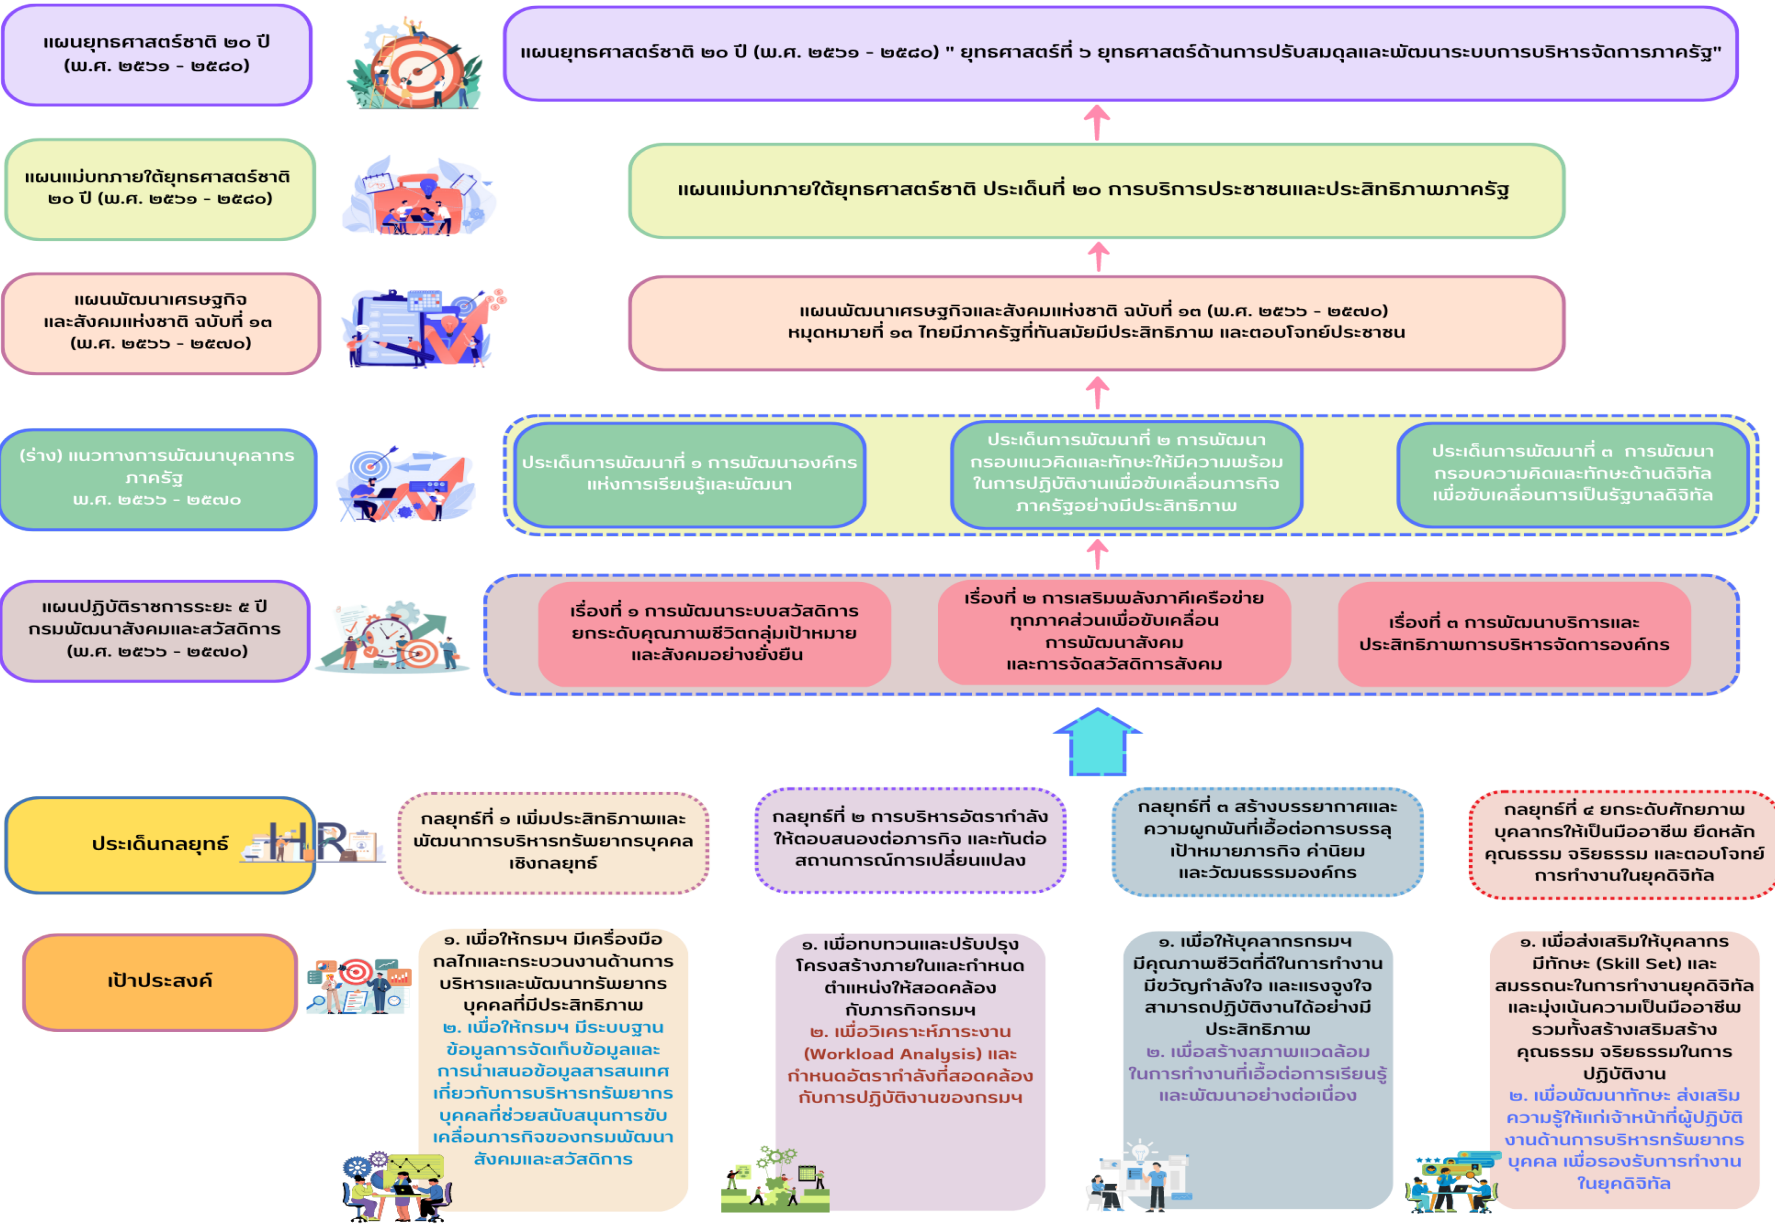 แผนยุทธศาสตร์ชาติ ๒๐ ปี
(พ.ศ. ๒๕๖๑ - ๒๕๘๐)
แผนยุทธศาสตร์ชาติ ๒๐ ปี (พ.ศ. ๒๕๖๑ - ๒๕๘๐) " ยุทธศาสตร์ที่ ๖ ยุทธศาสตร์ด้านการปรับสมดุลและพัฒนาระบบการบริหารจัดการภาครัฐ"
แผนแม่บทภายใต้ยุทธศาสตร์ชาติ
๒๐ ปี (พ.ศ. ๒๕๖๑ - ๒๕๘๐)
แผนแม่บทภายใต้ยุทธศาสตร์ชาติ ประเด็นที่ ๒๐ การบริการประชาชนและประสิทธิภาพภาครัฐ
แผนพัฒนาเศรษฐกิจ
และสังคมแห่งชาติ ฉบับที่ ๑๓
(พ.ศ. ๒๕๖๖ - ๒๕๗๐)
แผนพัฒนาเศรษฐกิจและสังคมแห่งชาติ ฉบับที่ ๑๓ (พ.ศ. ๒๕๖๖ - ๒๕๗๐)
หมุดหมายที่ ๑๓ ไทยมีภาครัฐที่ทันสมัยมีประสิทธิภาพ และตอบโจทย์ประชาชน
(ร่าง) แนวทางการพัฒนาบุคลากร
ภาครัฐ
พ.ศ. ๒๕๖๖ - ๒๕๗๐
ประเด็นการพัฒนาที่ ๑ การพัฒนาองค์กร
แห่งการเรียนรู้และพัฒนา
ประเด็นการพัฒนาที่ ๒ การพัฒนา
กรอบแนวคิดและทักษะให้มีความพร้อม
ในการปฏิบัติงานเพื่อขับเคลื่อนภารกิจ
ภาครัฐอย่างมีประสิทธิภาพ
ประเด็นการพัฒนาที่ ๓ การพัฒนา
กรอบความคิดและทักษะด้านดิจิทัล
เพื่อขับเคลื่อนการเป็นรัฐบาลดิจิทัล
แผนปฏิบัติราชการระยะ ๕ ปี
กรมพัฒนาสังคมและสวัสดิการ
(พ.ศ. ๒๕๖๖ - ๒๕๗๐)
เรื่องที่ ๑ การพัฒนาระบบสวัสดิการ
ยกระดับคุณภาพชีวิตกลุ่มเป้าหมาย
และสังคมอย่างยั่งยืน
เรื่องที่ ๒ การเสริมพลังภาคีเครือข่าย
ทุกภาคส่วนเพื่อขับเคลื่อน
การพัฒนาสังคม
และการจัดสวัสดิการสังคม
เรื่องที่ ๓ การพัฒนาบริการและ
ประสิทธิภาพการบริหารจัดการองค์กร
ประเด็นกลยุทธ์
HR
กลยุทธ์ที่ ๑ เพิ่มประสิทธิภาพและ
พัฒนาการบริหารทรัพยากรบุคคล
เชิงกลยุทธ์
กลยุทธ์ที่ ๒ การบริหารอัตรากำลัง
ให้ตอบสนองต่อภารกิจ และทันต่อ
สถานการณ์การเปลี่ยนแปลง
กลยุทธ์ที่ ๓ สร้างบรรยากาศและ
ความผูกพันที่เอื้อต่อการบรรลุ
เป้าหมายภารกิจ ค่านิยม
และวัฒนธรรมองค์กร
กลยุทธ์ที่ ๔ ยกระดับศักยภาพ
บุคลากรให้เป็นมืออาชีพ ยึดหลัก
คุณธรรม จริยธรรม และตอบโจทย์
การทำงานในยุคดิจิทัล
เป้าประสงค์
๑. เพื่อให้กรมฯ มีเครื่องมือ
กลไกและกระบวนงานด้านการ
บริหารและพัฒนาทรัพยากร
บุคคลที่มีประสิทธิภาพ
๒. เพื่อให้กรมฯ มีระบบฐาน
ข้อมูลการจัดเก็บข้อมูลและ
การนำเสนอข้อมูลสารสนเทศ
เกี่ยวกับการบริหารทรัพยากร
บุคคลที่ช่วยสนับสนุนการขับ
เคลื่อนภารกิจของกรมพัฒนา
สังคมและสวัสดิการ
๑. เพื่อทบทวนและปรับปรุง
โครงสร้างภายในและกำหนด
ตำแหน่งให้สอดคล้อง
กับภารกิจกรมฯ
๒. เพื่อวิเคราะห์ภาระงาน
(Workload Analysis) และ
กำหนดอัตรากำลังที่สอดคล้อง
กับการปฏิบัติงานของกรมฯ
๑. เพื่อให้บุคลากรกรมฯ
มีคุณภาพชีวิตที่ดีในการทำงาน
มีขวัญกำลังใจ และแรงจูงใจ
สามารถปฏิบัติงานได้อย่างมี
ประสิทธิภาพ
๒. เพื่อสร้างสภาพแวดล้อม
ในการทำงานที่เอื้อต่อการเรียนรู้
และพัฒนาอย่างต่อเนื่อง
๑. เพื่อส่งเสริมให้บุคลากร
มีทักษะ (Skill Set) และ
สมรรถนะในการทำงานยุคดิจิทัล
และมุ่งเน้นความเป็นมืออาชีพ
รวมทั้งสร้างเสริมสร้าง
คุณธรรม จริยธรรมในการ
ปฏิบัติงาน
๒. เพื่อพัฒนาทักษะ ส่งเสริม
ความรู้ให้แก่เจ้าหน้าที่ผู้ปฏิบัติ
งานด้านการบริหารทรัพยากร
บุคคล เพื่อรองรับการทำงาน
ในยุคดิจิทัล